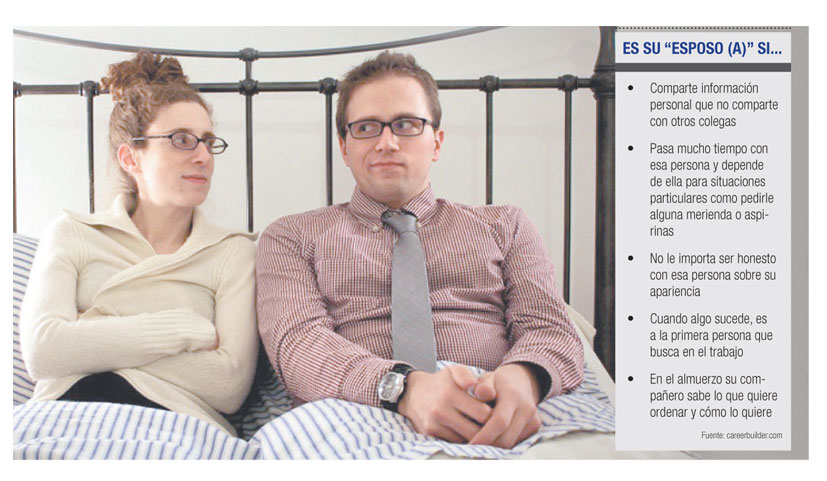 ES SU “ESPOSO (A)” SI...
• Comparte información
personal que no comparte
con otros colegas
• Pasa mucho tiempo con
esa persona y depende
de ella para situaciones
particulares como pedirle
alguna merienda o aspi-
rinas
• No le importa ser honesto
con esa persona sobre su
apariencia
• Cuando algo sucede, es
a la primera persona que
busca en el trabajo
• En el almuerzo su com-
pañero sabe lo que quiere
ordenar y cómo lo quiere
Fuente: careerbuilder.com